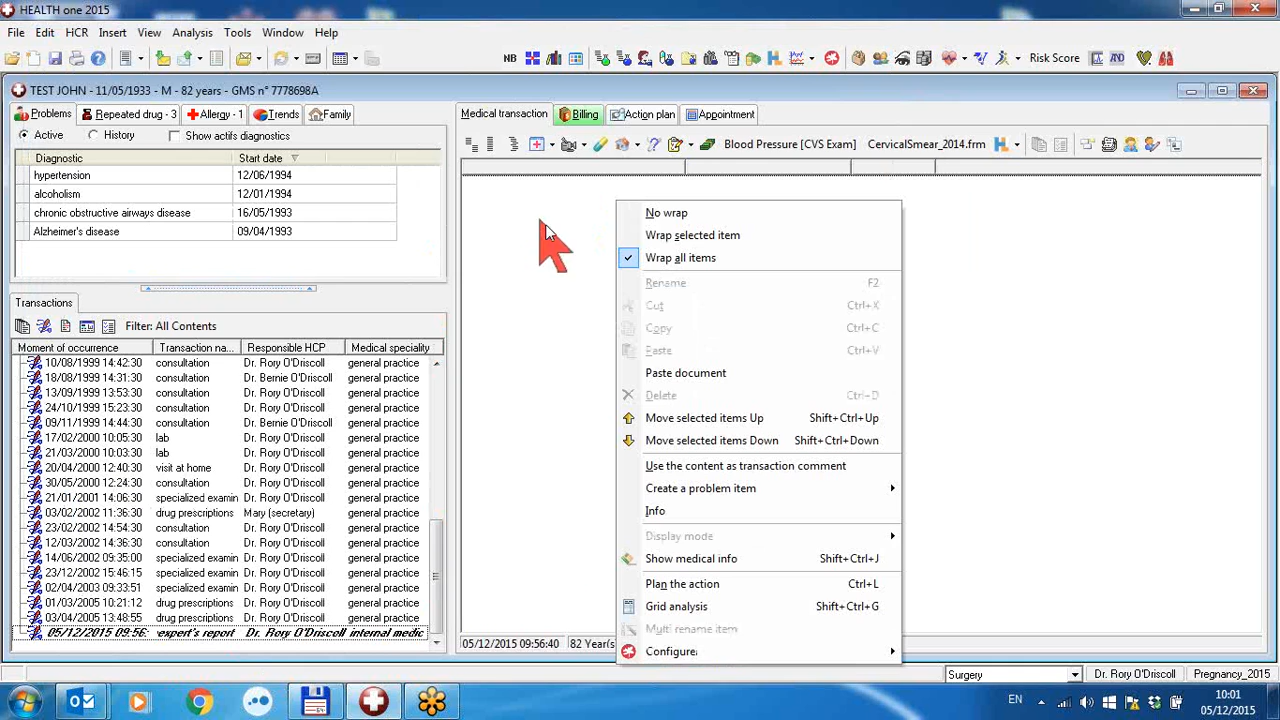 HEALTH one 2015
File Edit HCR Insert View Analysis Tools Window Help
NB Risk Score
TEST JOHN - 11/05/1933 - M - 82 years - GMS n° 7778698A
Problems Repeated drug - 3 Allergy - 1 Trends Family
Active History Show actifs diagnostics
Diagnostic Start date
hypertension 12/06/1994
alcoholism 12/01/1994
chronic obstructive airways disease 16/05/1993
Alzheimer's disease 09/04/1993
Transactions
Filter: All Contents
Moment of occurrence Transaction na... Responsible HCP Medical speciality
10/08/1999 14:42:30 consultation Dr. Rory O'Driscoll general practice
18/08/1999 14:31:30 consultation Dr. Bernie O'Driscoll general practice
13/09/1999 13:53:30 consultation Dr. Rory O'Driscoll general practice
24/10/1999 15:23:30 consultation Dr. Rory O'Driscoll general practice
09/11/1999 14:44:30 consultation Dr. Bernie O'Driscoll general practice
17/02/2000 10:05:30 lab Dr. Rory O'Driscoll general practice
21/03/2000 10:03:30 lab Dr. Rory O'Driscoll general practice
20/04/2000 12:40:30 visit at home Dr. Rory O'Driscoll general practice
30/05/2000 12:24:30 consultation Dr. Rory O'Driscoll general practice
21/01/2001 14:06:30 specialized examin Dr. Rory O'Driscoll general practice
03/02/2002 11:36:30 drug prescriptions Mary (secretary) general practice
23/02/2002 14:54:30 consultation Dr. Rory O'Driscoll general practice
12/03/2002 14:36:30 consultation Dr. Rory O'Driscoll general practice
14/06/2002 09:35:00 specialized examin Dr. Rory O'Driscoll general practice
23/12/2002 15:46:15 specialized examin Dr. Rory O'Driscoll general practice
02/04/2003 09:33:51 specialized examin Dr. Rory O'Driscoll general practice
01/03/2005 10:21:12 drug prescriptions Dr. Rory O'Driscoll general practice
03/04/2005 13:48:55 drug prescriptions Dr. Rory O'Driscoll general practice
05/12/2015 09:56 expert's report Dr. Rory O'Driscoll internal medic
Medical transaction Billing Action plan Appointment
Blood Pressure [CVS Exam] CervicalSmear_2014.frm
No wrap
Wrap selected item
Wrap all items
Rename F2
Cut Ctrl+X
Copy Ctrl+C
Paste Ctrl+V
Paste document
Delete Ctrl+D
Move selected items Up Shift+Ctrl+Up
Move selected items Down Shift+Ctrl+Down
Use the content as transaction comment
Create a problem item
Info
Display mode
Show medical info Shift+Ctrl+J
Plan the action Ctrl+L
Grid analysis Shift+Ctrl+G
Multi rename item
Configure
05/12/2015 09:56:40 82 Year(s
Surgery Dr. Rory O'Driscoll Pregnancy_2015
EN 10:01
05/12/2015